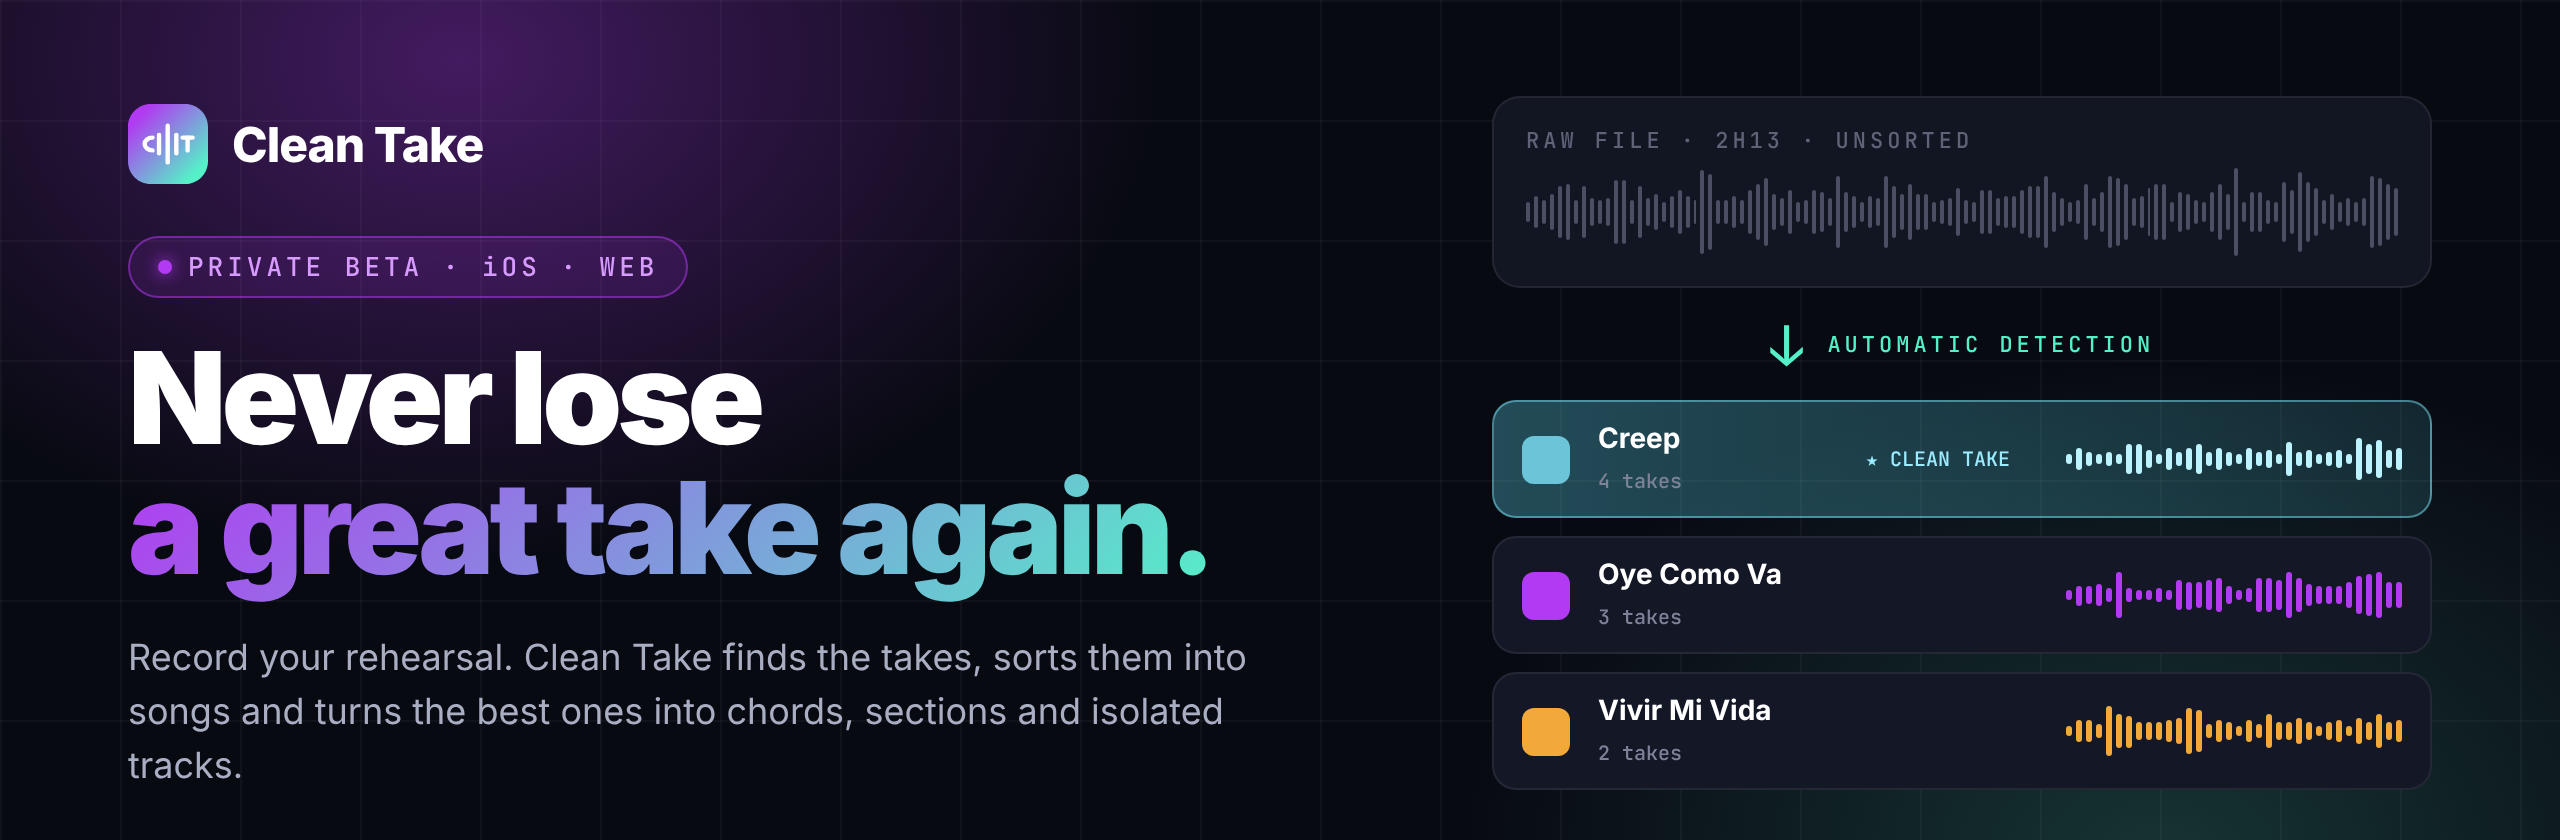 Clean Take
PRIVATE BETA · iOS · WEB
Never lose
a great take again.
Record your rehearsal. Clean Take finds the takes, sorts them into
songs and turns the best ones into chords, sections and isolated
tracks.
RAW FILE · 2H13 · UNSORTED
↓ AUTOMATIC DETECTION
Creep
4 takes
★ CLEAN TAKE
Oye Como Va
3 takes
Vivir Mi Vida
2 takes